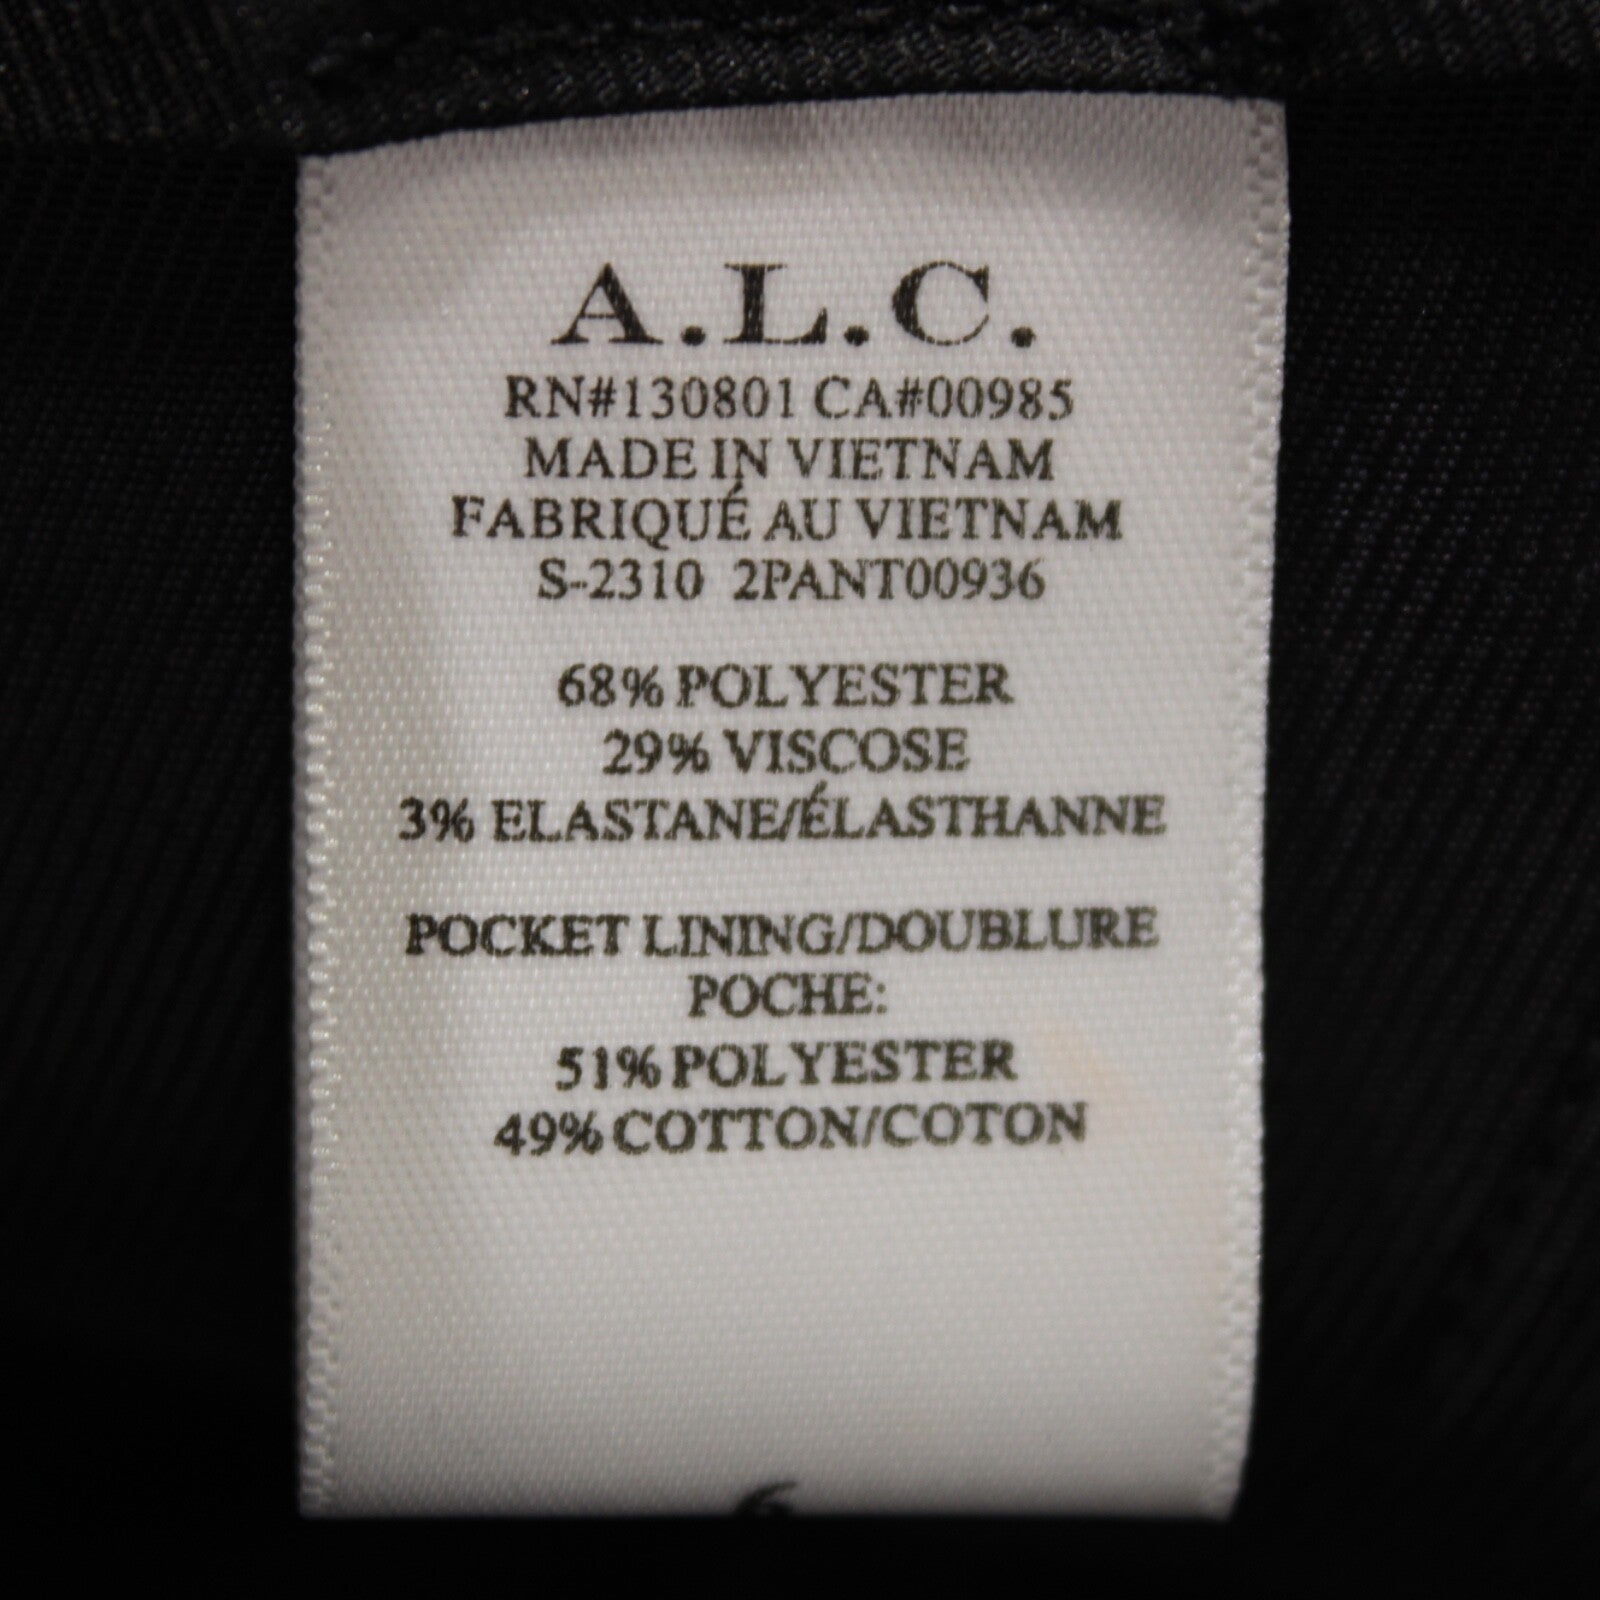 A.L.C.
RN#130801 CA#00985
MADE IN VIETNAM
FABRIQUÉ AU VIETNAM
S-2310 2PANT00936
68% POLYESTER
29% VISCOSE
3% ELASTANE/ÉLASTHANNE
POCKET LINING/DOUBLURE
POCHE:
51% POLYESTER
49% COTTON/COTON